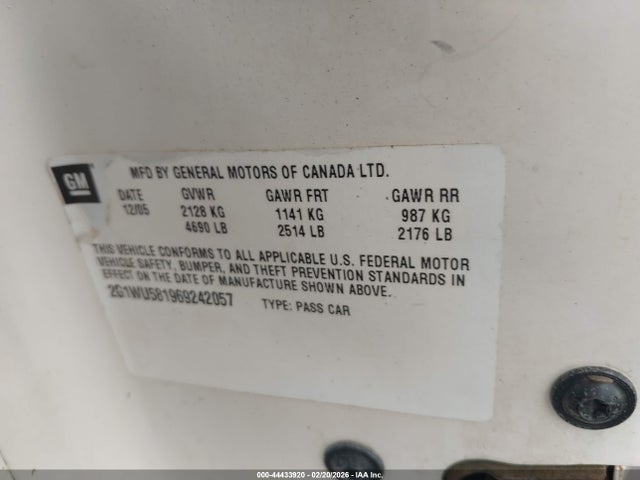 GM
MFD BY GENERAL MOTORS OF CANADA LTD.
DATE GVWR GAWR FRT GAWR RR
12/05 2128 KG 1141 KG 987 KG
4690 LB 2514 LB 2176 LB
THIS VEHICLE CONFORMS TO ALL APPLICABLE U.S. FEDERAL MOTOR
VEHICLE SAFETY, BUMPER, AND THEFT PREVENTION STANDARDS IN
EFFECT ON THE DATE OF MANUFACTURE SHOWN ABOVE.
2G1WU581969242057 TYPE: PASS CAR
000-44433920 - 02/20/2026 - IAA Inc.